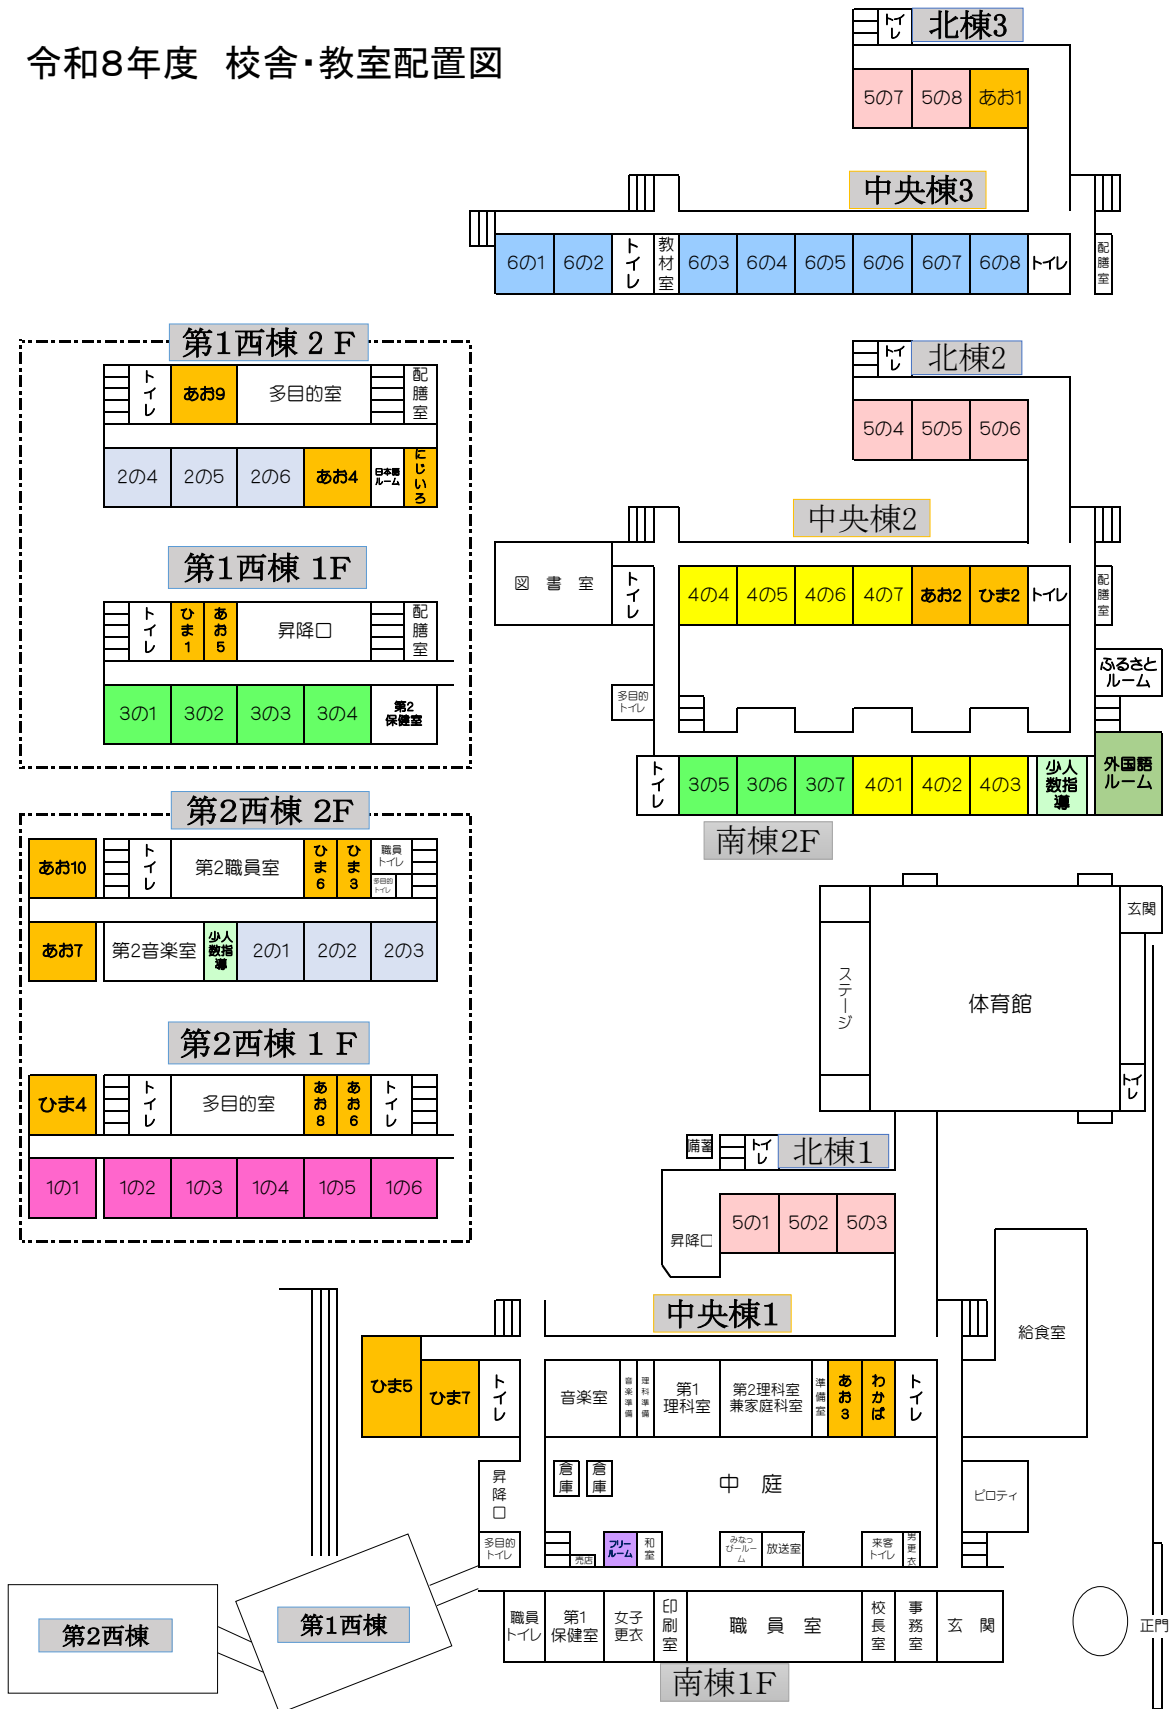 令和8年度 校舎・教室配置図
トイレ
北棟3
5の7 5の8 あお1
中央棟3
6の1 6の2 トイレ 教材室 6の3 6の4 6の5 6の6 6の7 6の8 トイレ 配膳室
第1西棟 2 F
トイレ あお9 多目的室 配膳室
2の4 2の5 2の6 あお4 日本語ルーム にじいろ
第1西棟 1F
トイレ ひま1 あお5 昇降口 配膳室
3の1 3の2 3の3 3の4 第2保健室
トイレ
北棟2
5の4 5の5 5の6
中央棟2
図 書 室 トイレ 4の4 4の5 4の6 4の7 あお2 ひま2 トイレ 配膳室
ふるさと
ルーム
多目的
トイレ
トイレ 3の5 3の6 3の7 4の1 4の2 4の3 少人数指導 外国語ルーム
南棟2F
第2西棟 2F
あお10 トイレ 第2職員室 ひま6 ひま3 職員トイレ
多目的トイレ
あお7 第2音楽室 少人数指導 2の1 2の2 2の3
第2西棟 1 F
ひま4 トイレ 多目的室 あお8 あお6 トイレ
1の1 1の2 1の3 1の4 1の5 1の6
玄関
ステージ
体育館
トイレ
備蓄 トイレ
北棟1
5の1 5の2 5の3
昇降口
中央棟1
給食室
ひま5 ひま7 トイレ 音楽室 音楽準備 理科準備 第1理科室 第2理科室兼家庭科室 準備室 あお3 わかば トイレ
昇降口 倉庫 倉庫 中 庭 ピロティ
多目的トイレ 売店 フリールーム 和室 みなっぴールーム 放送室 来客トイレ 男更衣
職員トイレ 第1保健室 女子更衣 印刷室 職 員 室 校長室 事務室 玄 関
南棟1F
第2西棟
第1西棟
正門